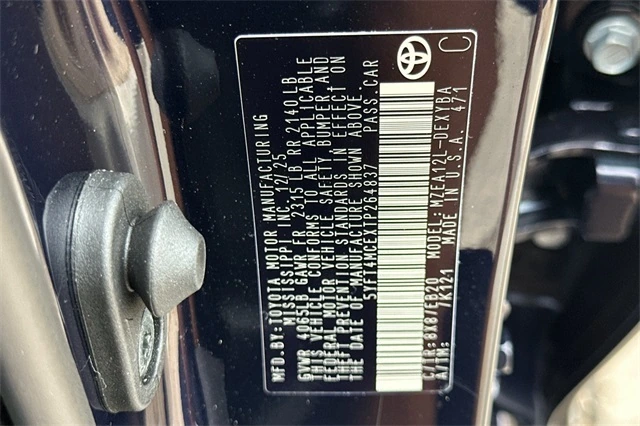 MFD.BY:TOYOTA MOTOR MANUFACTURING
MISSISSIPPI INC. 12/25
GVWR 4065LB GAWR FR 2315 LB RR 2140 LB
THIS VEHICLE CONFORMS TO ALL APPLICABLE
FEDERAL MOTOR VEHICLE SAFETY BUMPER AND
THEFT PREVENTION STANDARDS IN EFFECT ON
THE DATE OF MANUFACTURE SHOWN ABOVE.
5YFT4MCEXTP264837 PASS CAR
C
C/TR: 8X8/EB20 MODEL: MZEA12L-DEXYBA
A/TM: /K121 MADE IN U.S.A. 471